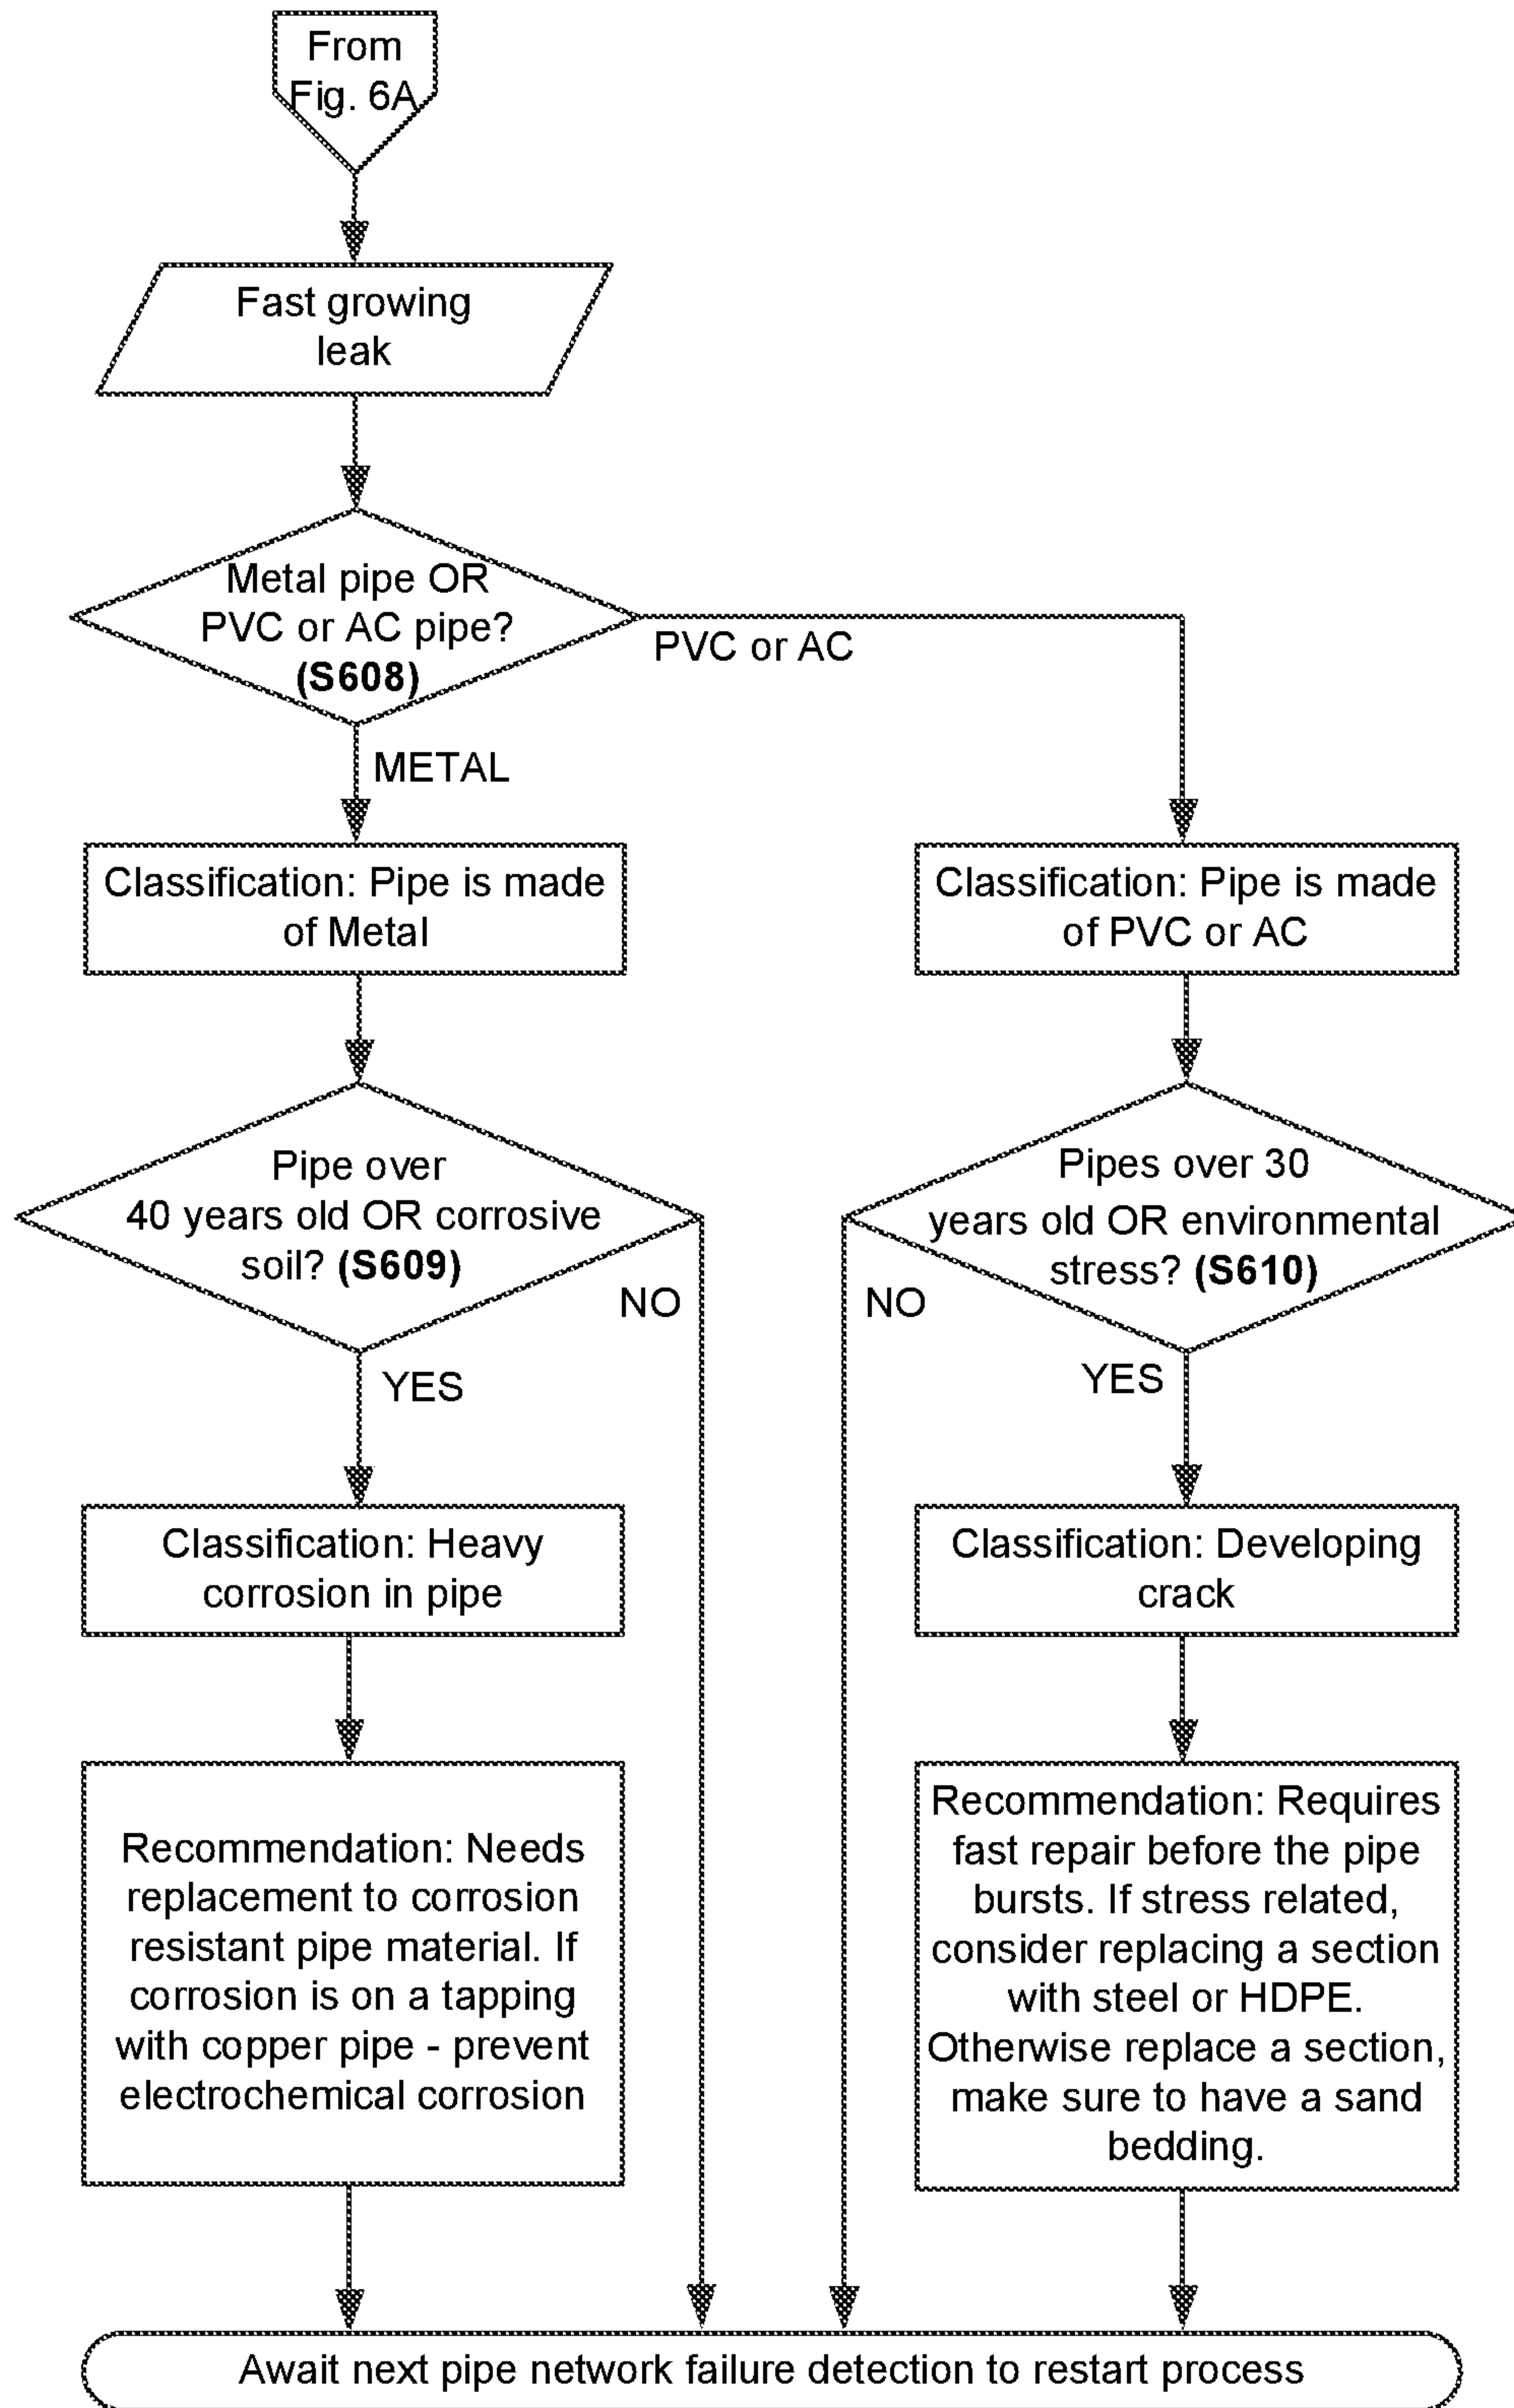 From
Fig. 6A
Fast growing
leak
Metal pipe OR
PVC or AC pipe?
(S608)
PVC or AC
METAL
Classification: Pipe is made
of Metal
Classification: Pipe is made
of PVC or AC
Pipe over
40 years old OR corrosive
soil? (S609)
NO
YES
Pipes over 30
years old OR environmental
stress? (S610)
NO
YES
Classification: Heavy
corrosion in pipe
Classification: Developing
crack
Recommendation: Needs
replacement to corrosion
resistant pipe material. If
corrosion is on a tapping
with copper pipe - prevent
electrochemical corrosion
Recommendation: Requires
fast repair before the pipe
bursts. If stress related,
consider replacing a section
with steel or HDPE.
Otherwise replace a section,
make sure to have a sand
bedding.
Await next pipe network failure detection to restart process